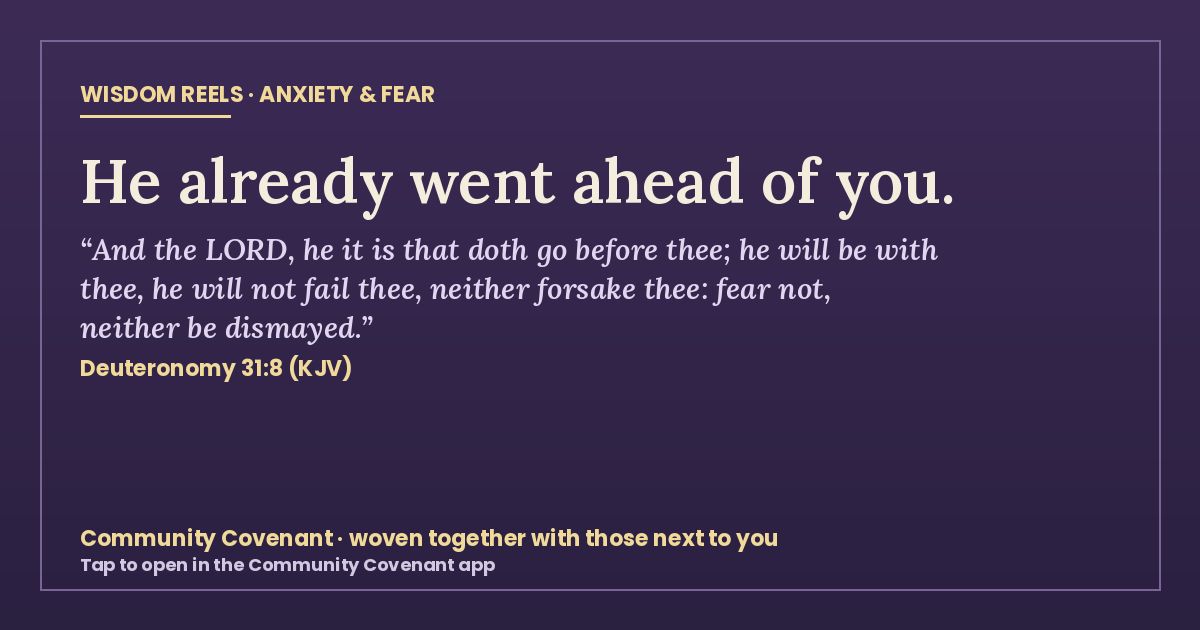 WISDOM REELS · ANXIETY & FEAR
He already went ahead of you.
“And the LORD, he it is that doth go before thee; he will be with
thee, he will not fail thee, neither forsake thee: fear not,
neither be dismayed.”
Deuteronomy 31:8 (KJV)
Community Covenant · woven together with those next to you
Tap to open in the Community Covenant app